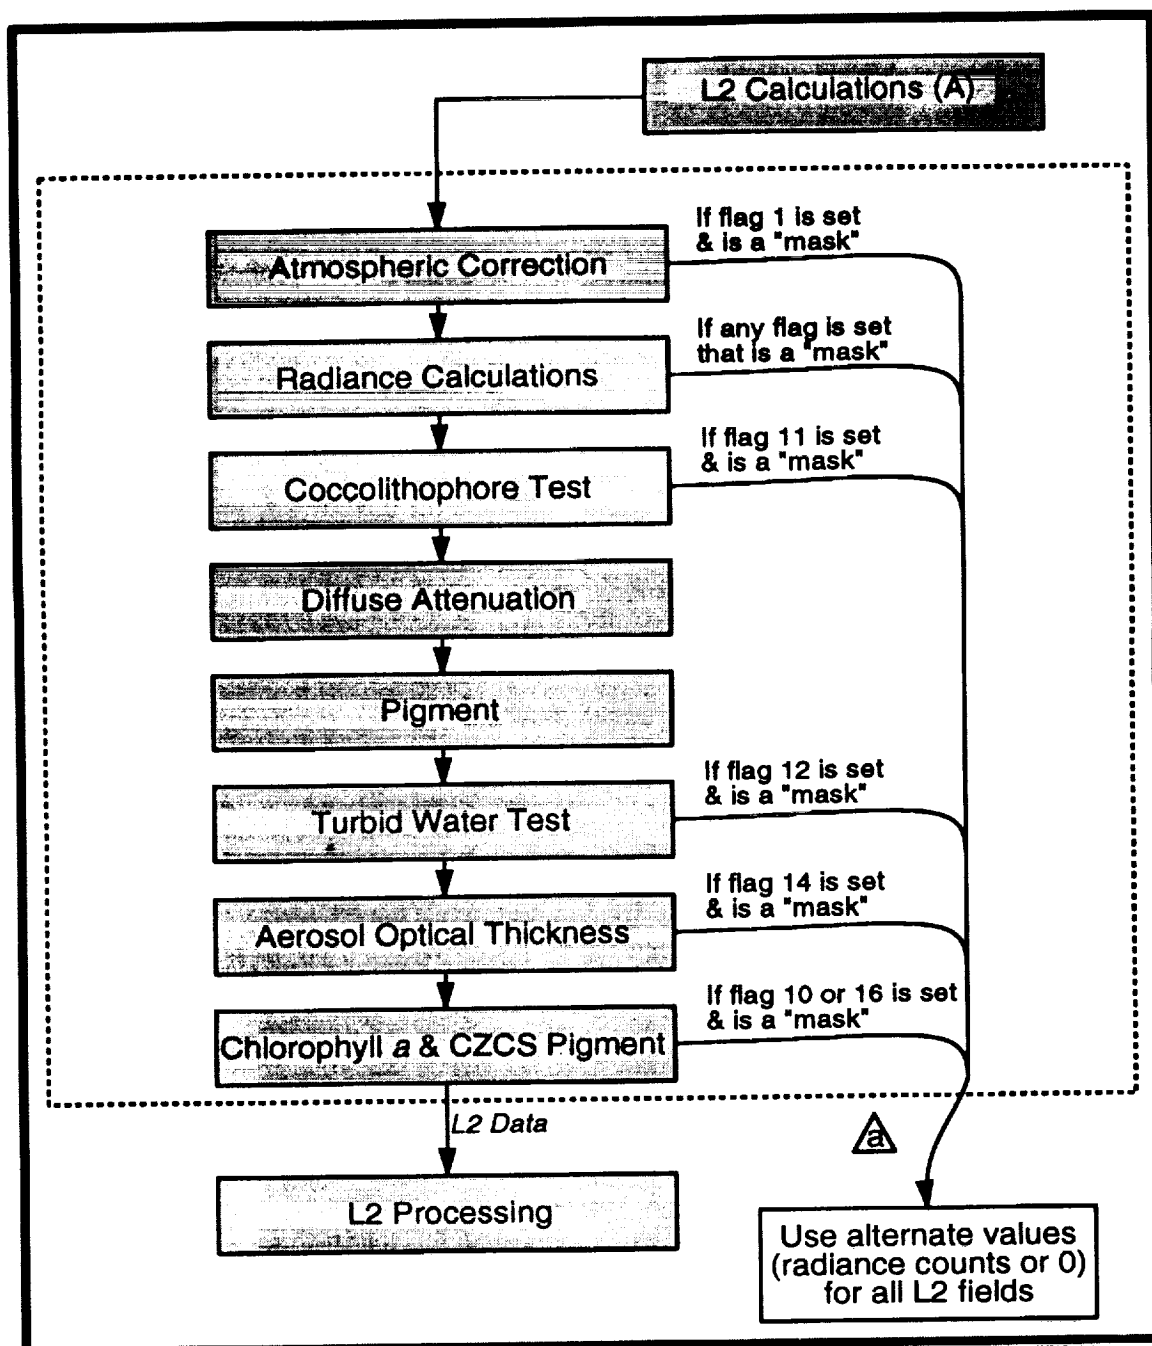 L2 Calculations (A)
If flag 1 is set
& is a "mask"
Atmospheric Correction
If any flag is set
that is a "mask"
Radiance Calculations
If flag 11 is set
& is a "mask"
Coccolithophore Test
Diffuse Attenuation
Pigment
If flag 12 is set
& is a "mask"
Turbid Water Test
If flag 14 is set
& is a "mask"
Aerosol Optical Thickness
If flag 10 or 16 is set
& is a "mask"
Chlorophyll a & CZCS Pigment
L2 Data
a
L2 Processing
Use alternate values
(radiance counts or 0)
for all L2 fields